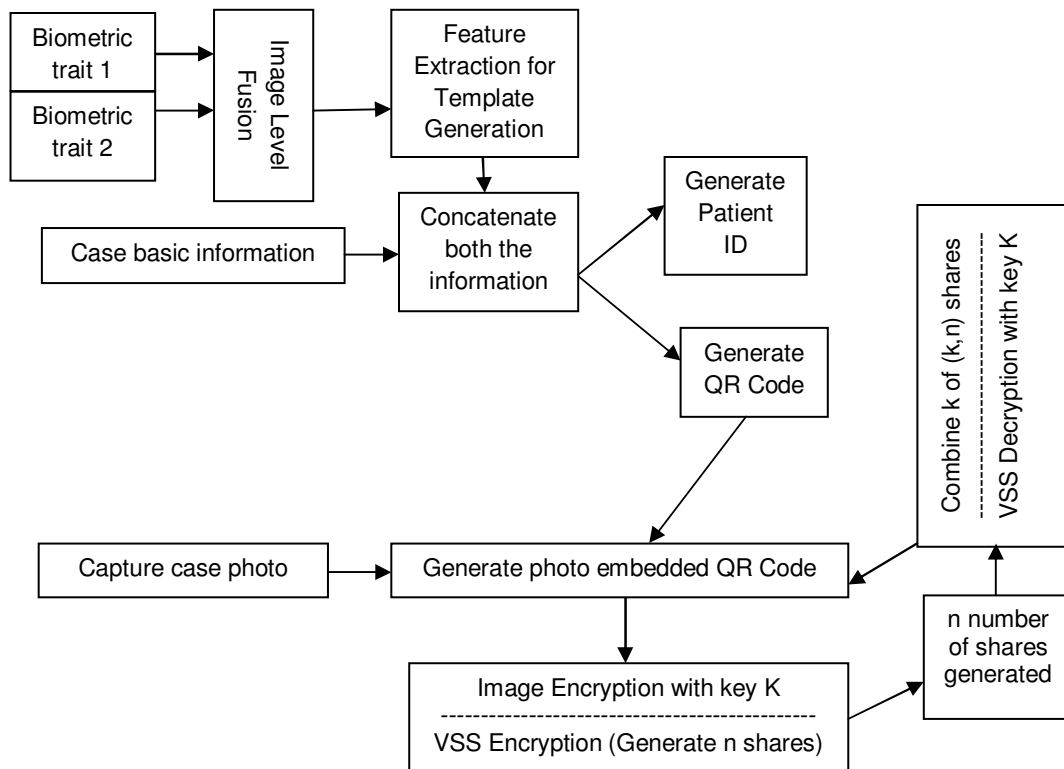 Biometric
trait 1
Biometric
trait 2
Image Level
Fusion
Feature
Extraction for
Template
Generation
Case basic information
Concatenate
both the
information
Generate
Patient
ID
Generate
QR Code
Combine k of (k,n) shares
VSS Decryption with key K
Capture case photo
Generate photo embedded QR Code
n number
of shares
generated
Image Encryption with key K
VSS Encryption (Generate n shares)